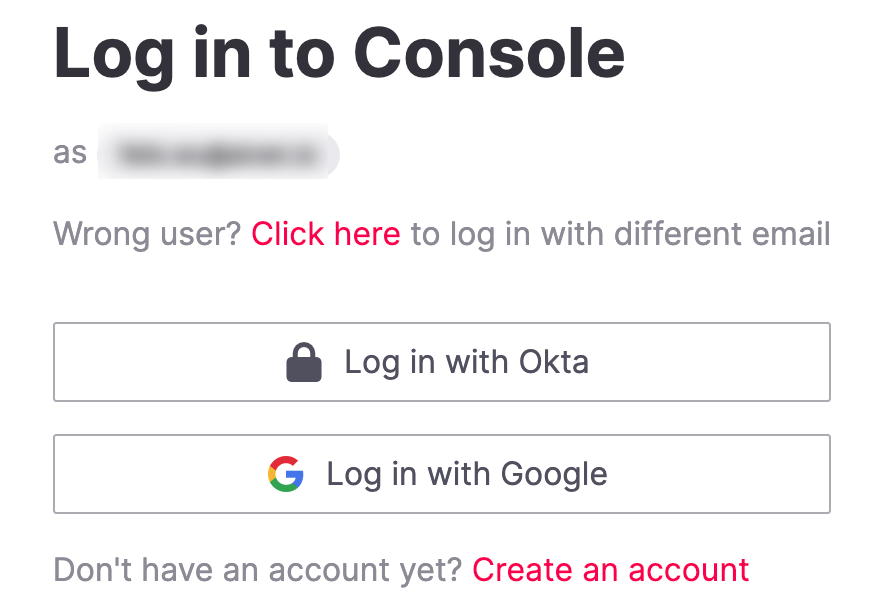 Log in to Console
as
Wrong user? Click here to log in with different email
Log in with Okta
Log in with Google
Don't have an account yet? Create an account